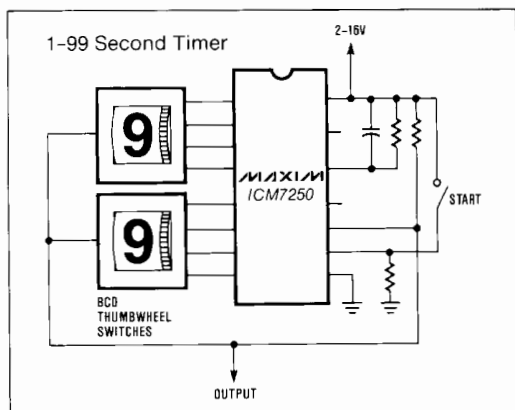 1-99 Second Timer
2-16V
9
MAXIM
ICM7250
START
9
BCD
THUMBWHEEL
SWITCHES
OUTPUT